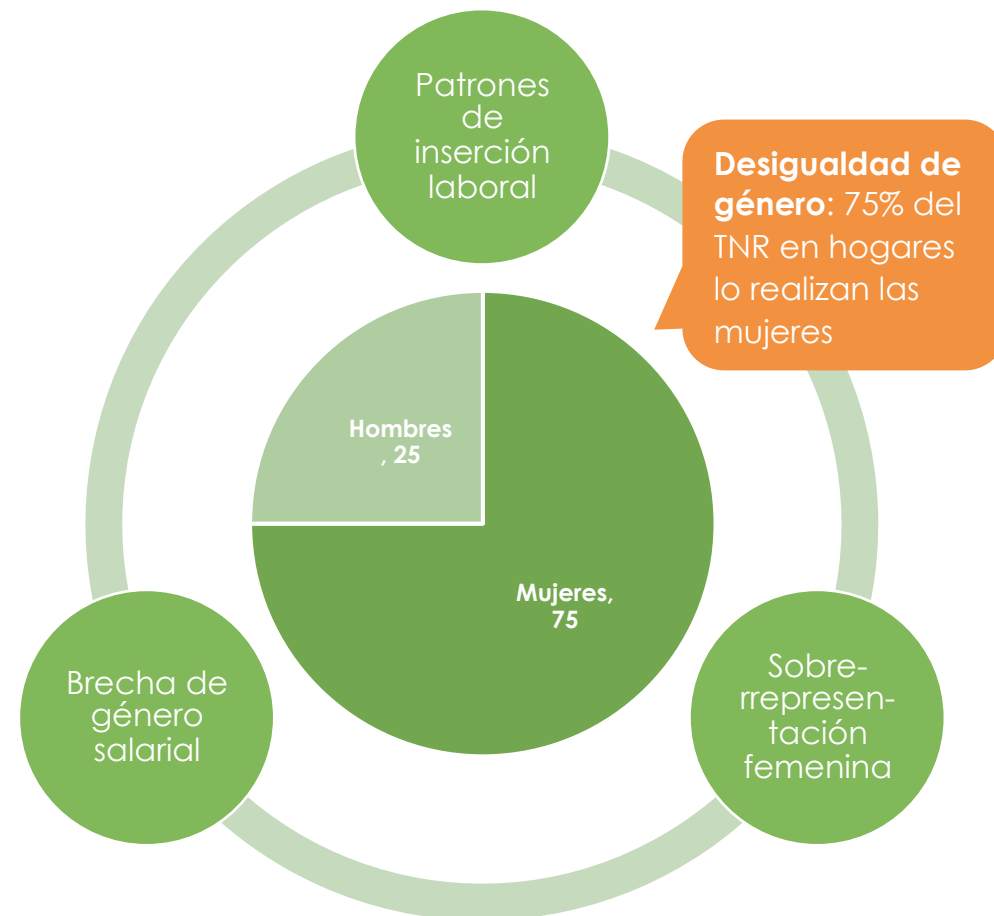 Patrones
de
inserción
laboral
Desigualdad de
género: 75% del
TNR en hogares
lo realizan las
mujeres
Hombres
, 25
Mujeres,
75
Brecha de
género
salarial
Sobre-
rrepresen-
tación
femenina